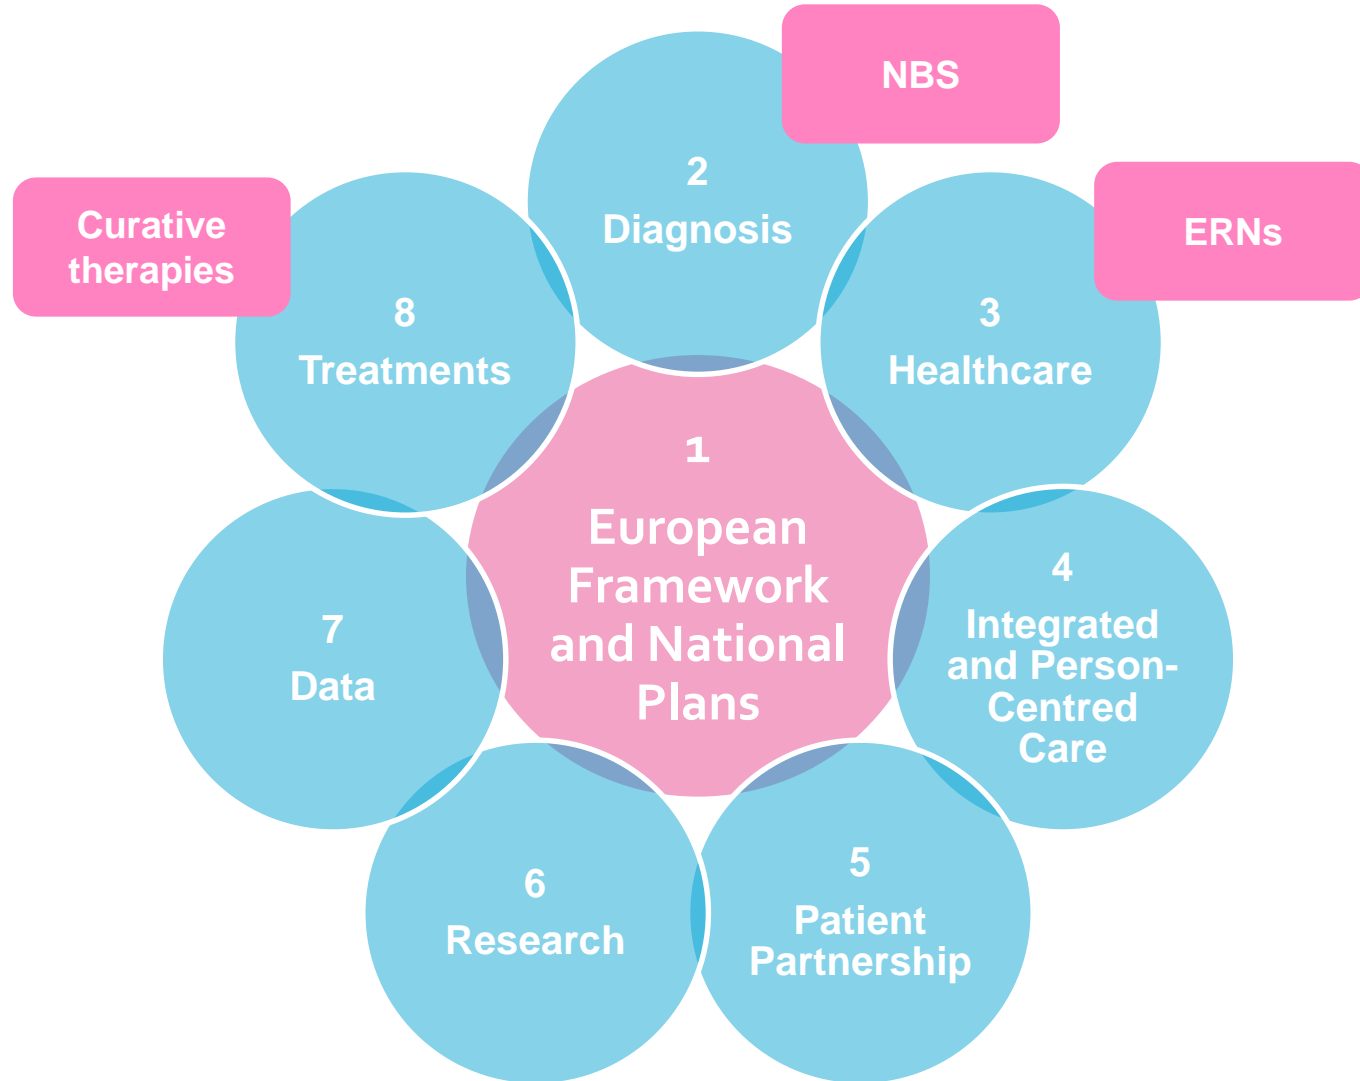 NBS
2
Diagnosis
ERNs
Curative
therapies
8
Treatments
3
Healthcare
1
European
Framework
and National
Plans
4
Integrated
and Person-
Centred
Care
7
Data
6
Research
5
Patient
Partnership